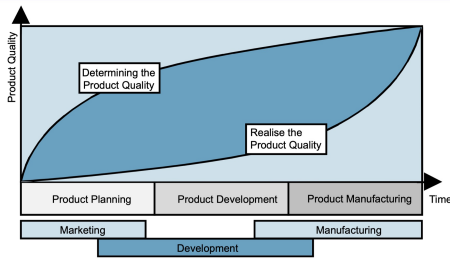 Product Quality
Determining the
Product Quality
Realise the
Product Quality
Time
Product Planning
Product Development
Product Manufacturing
Marketing
Manufacturing
Development